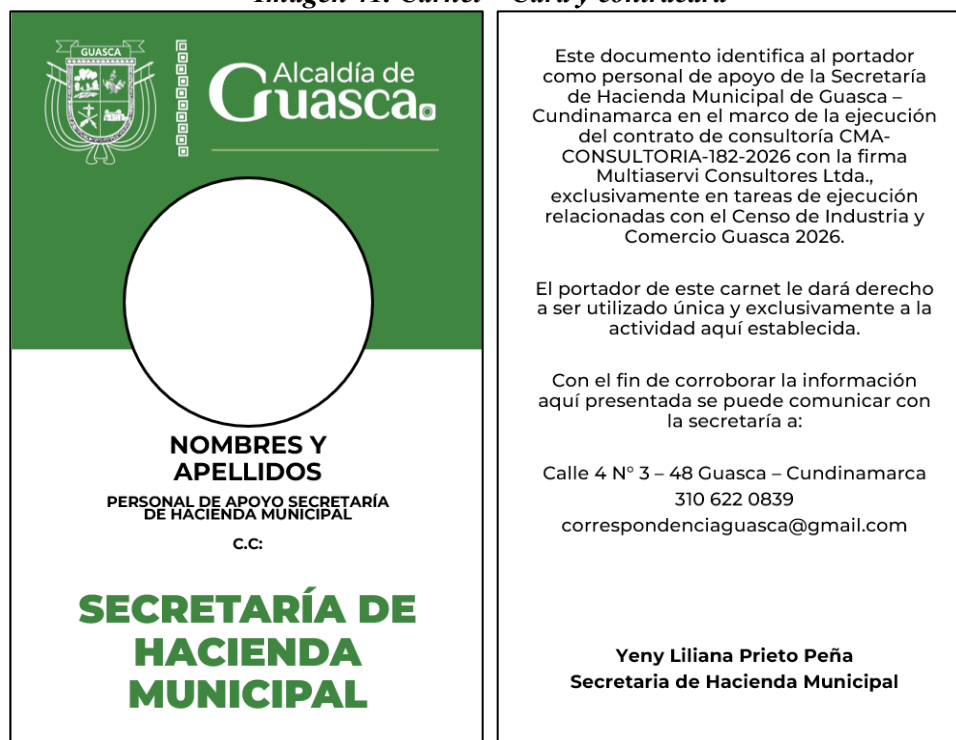 GUASCA
Alcaldía de
Guasca
NOMBRES Y
APELLIDOS
PERSONAL DE APOYO SECRETARÍA
DE HACIENDA MUNICIPAL
C.C:
SECRETARÍA DE
HACIENDA
MUNICIPAL
Este documento identifica al portador
como personal de apoyo de la Secretaría
de Hacienda Municipal de Guasca –
Cundinamarca en el marco de la ejecución
del contrato de consultoría CMA-
CONSULTORIA-182-2026 con la firma
Multiaservi Consultores Ltda.,
exclusivamente en tareas de ejecución
relacionadas con el Censo de Industria y
Comercio Guasca 2026.
El portador de este carnet le dará derecho
a ser utilizado única y exclusivamente a la
actividad aquí establecida.
Con el fin de corroborar la información
aquí presentada se puede comunicar con
la secretaría a:
Calle 4 N° 3 – 48 Guasca – Cundinamarca
310 622 0839
correspondenciaguasca@gmail.com
Yeny Liliana Prieto Peña
Secretaria de Hacienda Municipal